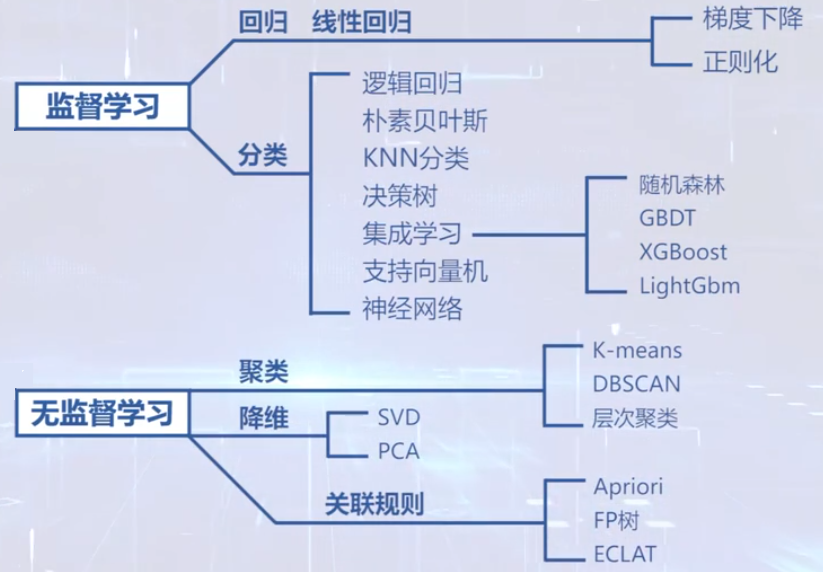 回归 线性回归
梯度下降
正则化
监督学习
分类
逻辑回归
朴素贝叶斯
KNN分类
决策树
集成学习
支持向量机
神经网络
随机森林
GBDT
XGBoost
LightGbm
无监督学习
聚类
K-means
DBSCAN
层次聚类
降维
SVD
PCA
关联规则
Apriori
FP树
ECLAT